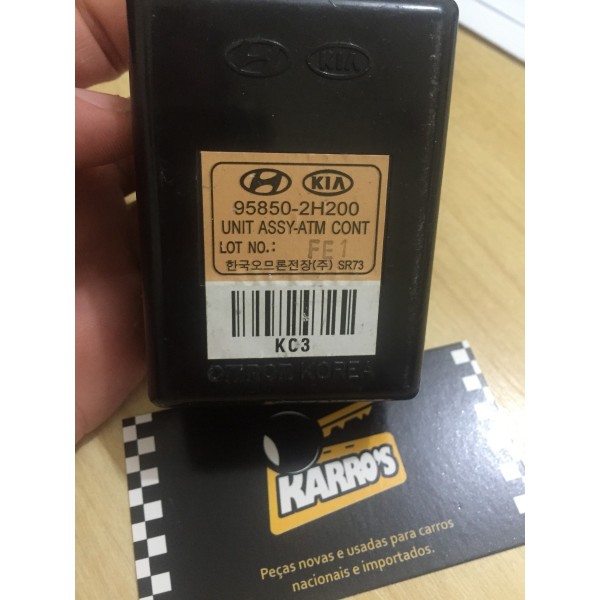 KIA
KIA
95850-2H200
UNIT ASSY-ATM CONT
LOT NO.: FE1
한국오므론전장(주) SR73
KC3
OMRON KOREA
KARRO'S
Peças novas e usadas para carros
nacionais e importados.